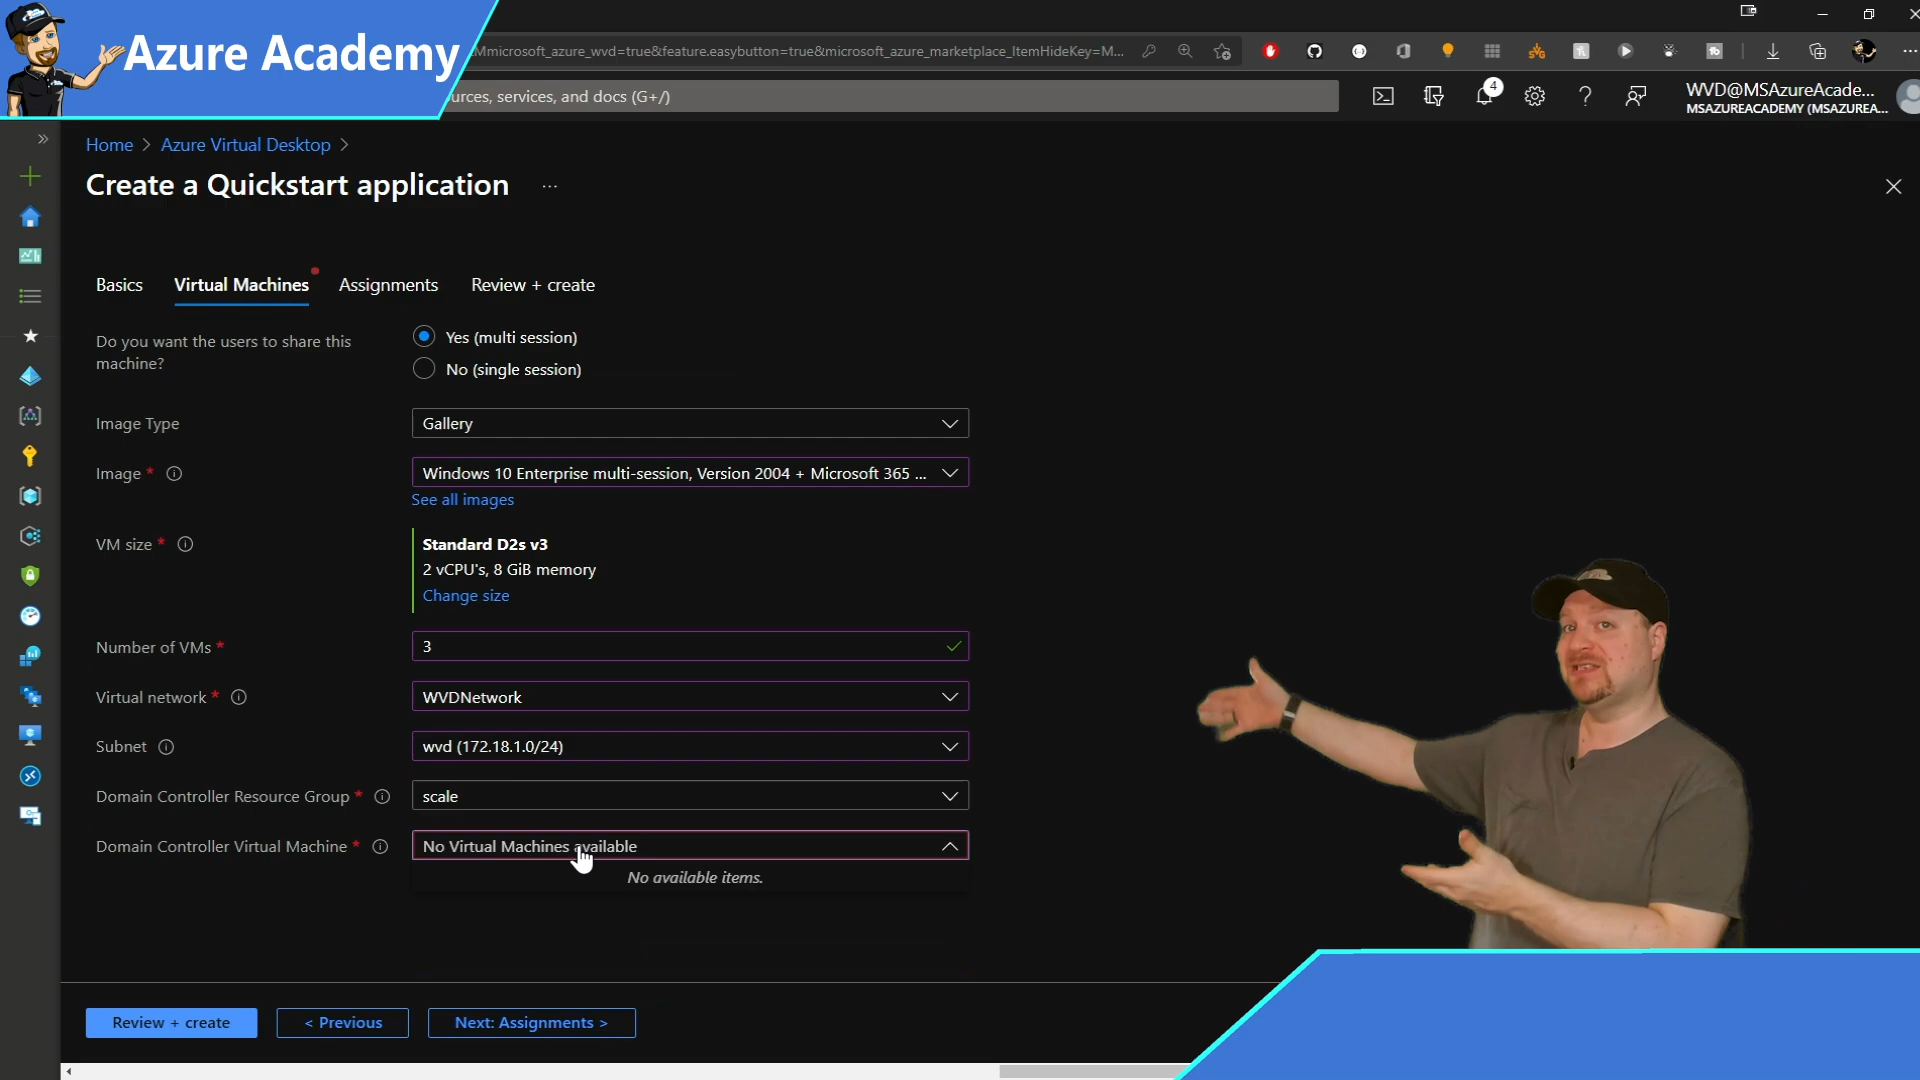 Azure Academy
Mmicrosoft_azure_wvd=true&feature.easybutton=true&microsoft_azure_marketplace_ItemHideKey=M...
urces, services, and docs (G+/)
4
WVD@MSAzureAcade...
MSAZUREACADEMY (MSAZUREA...
Home > Azure Virtual Desktop >
Create a Quickstart application ...
Basics Virtual Machines Assignments Review + create
Do you want the users to share this
machine?
Yes (multi session)
No (single session)
Image Type
Gallery
Image *
Windows 10 Enterprise multi-session, Version 2004 + Microsoft 365 ...
See all images
VM size *
Standard D2s v3
2 vCPU's, 8 GiB memory
Change size
Number of VMs *
3
Virtual network *
WVDNetwork
Subnet
wvd (172.18.1.0/24)
Domain Controller Resource Group *
scale
Domain Controller Virtual Machine *
No Virtual Machines available
No available items.
Review + create
< Previous
Next: Assignments >